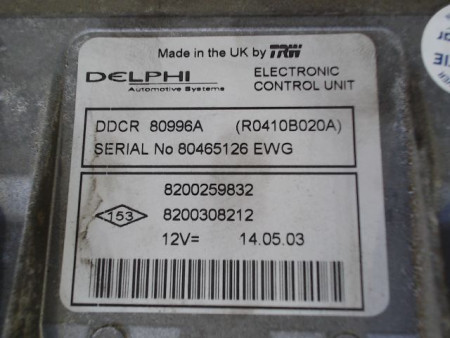 Made in the UK by TRW
DELPHI
Automotive Systems
ELECTRONIC
CONTROL UNIT
DDCR 80996A (R0410B020A)
SERIAL No 80465126 EWG
8200259832
153
8200308212
12V= 14.05.03